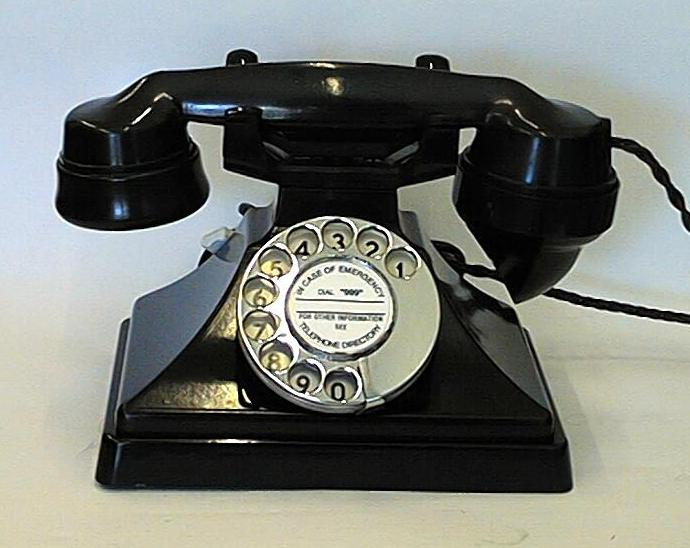 1
2
3
4
5
6
7
8
9
0
IN CASE OF EMERGENCY
DIAL "999"
FOR OTHER INFORMATION
SEE
TELEPHONE DIRECTORY